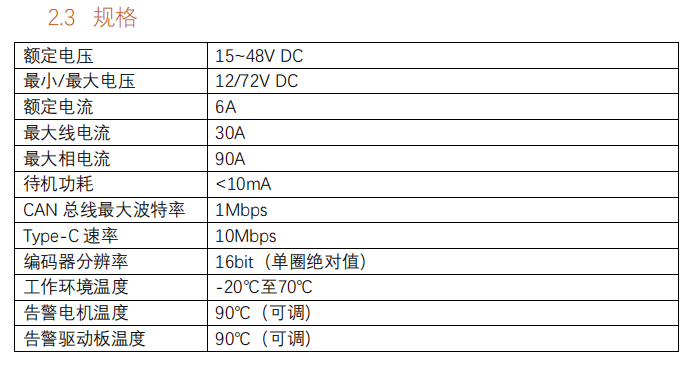 2.3 规格
额定电压 15~48V DC
最小/最大电压 12/72V DC
额定电流 6A
最大线电流 30A
最大相电流 90A
待机功耗 <10mA
CAN 总线最大波特率 1Mbps
Type-C 速率 10Mbps
编码器分辨率 16bit（单圈绝对值）
工作环境温度 -20℃至70℃
告警电机温度 90℃（可调）
告警驱动板温度 90℃（可调）